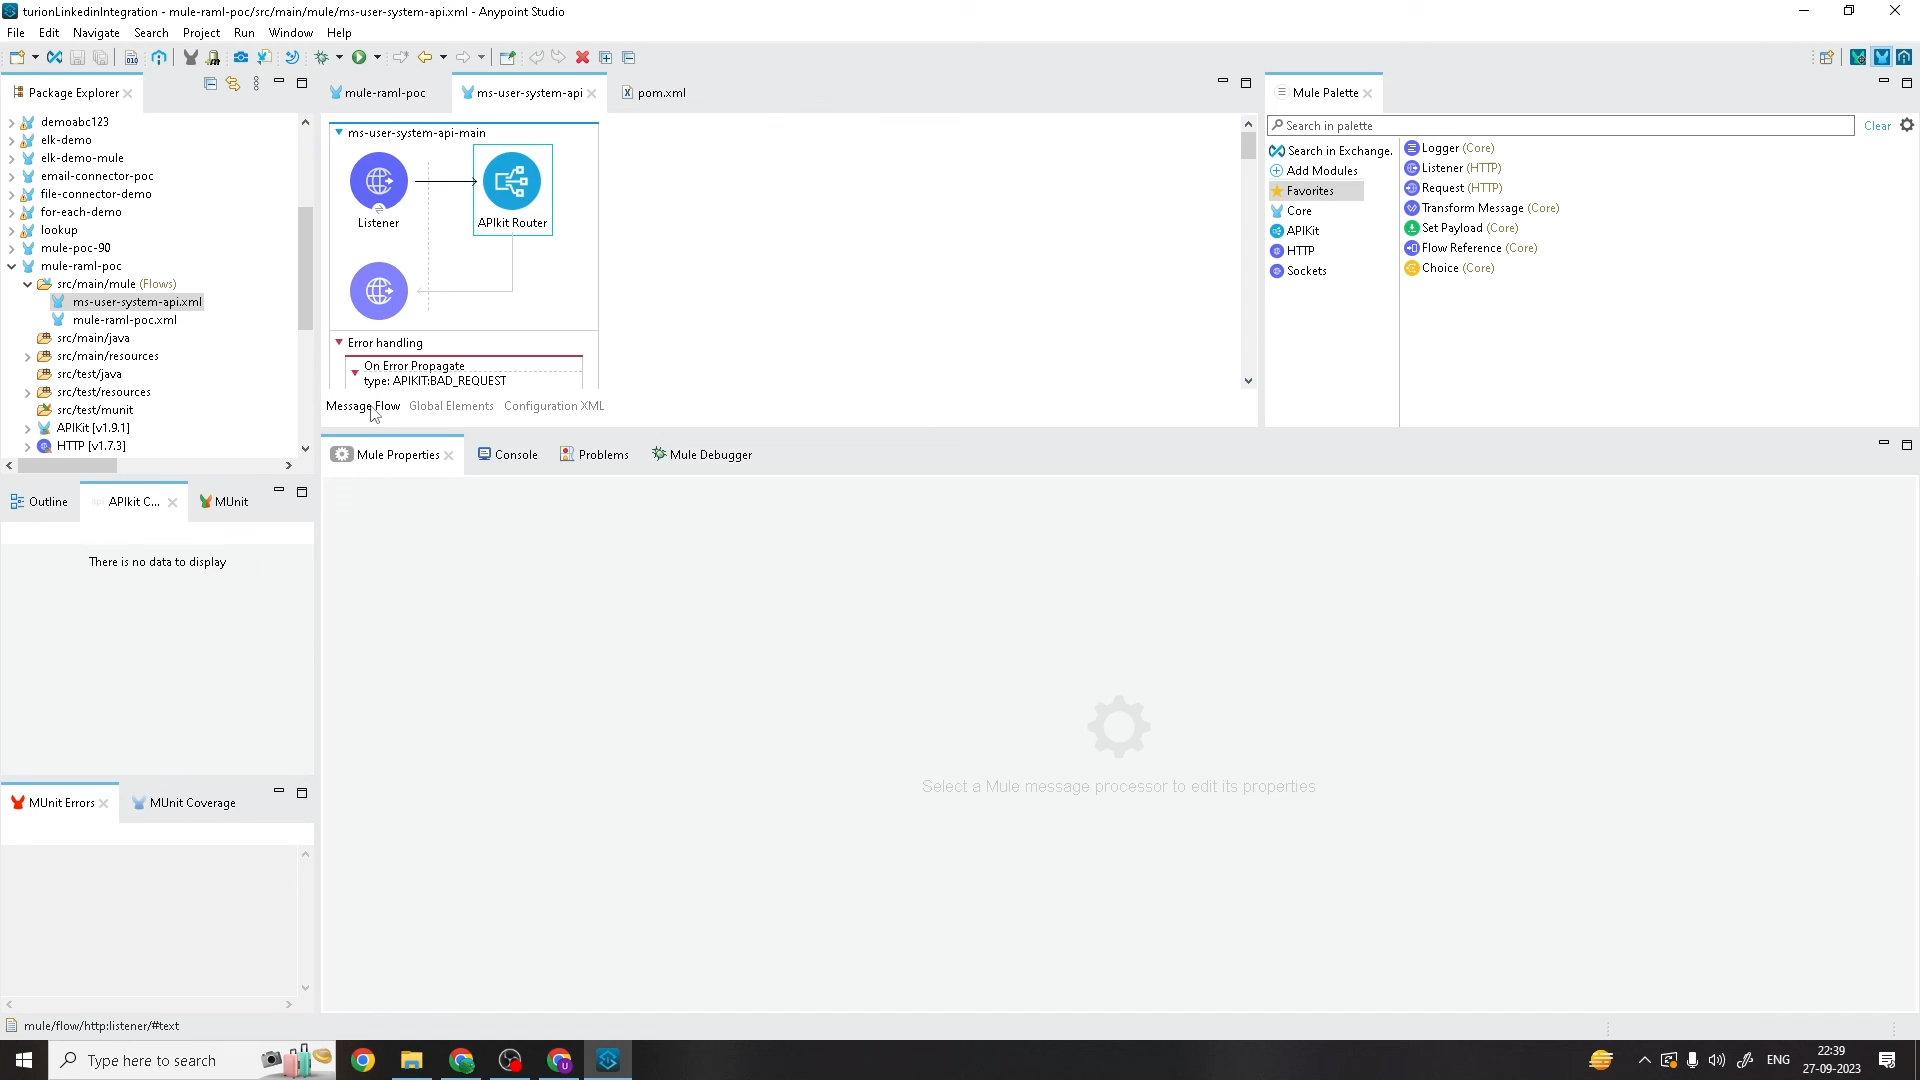 turionLinkedinIntegration - mule-raml-poc/src/main/mule/ms-user-system-api.xml - Anypoint Studio
File Edit Navigate Search Project Run Window Help
Package Explorer
demoabc123
elk-demo
elk-demo-mule
email-connector-poc
file-connector-demo
for-each-demo
lookup
mule-poc-90
mule-raml-poc
src/main/mule (Flows)
ms-user-system-api.xml
mule-raml-poc.xml
src/main/java
src/main/resources
src/test/java
src/test/resources
src/test/munit
APIKit [v1.9.1]
HTTP [v1.7.3]
mule-raml-poc ms-user-system-api pom.xml
ms-user-system-api-main
Listener APIkit Router
Error handling
On Error Propagate
type: APIKIT:BAD_REQUEST
Message Flow Global Elements Configuration XML
Mule Palette
Search in palette Clear
Search in Exchange.
Add Modules
Favorites
Core
APIKit
HTTP
Sockets
Logger (Core)
Listener (HTTP)
Request (HTTP)
Transform Message (Core)
Set Payload (Core)
Flow Reference (Core)
Choice (Core)
Mule Properties Console Problems Mule Debugger
Select a Mule message processor to edit its properties
Outline APIkit C... MUnit
There is no data to display
MUnit Errors MUnit Coverage
mule/flow/http:listener/#text
Type here to search
ENG
22:39
27-09-2023